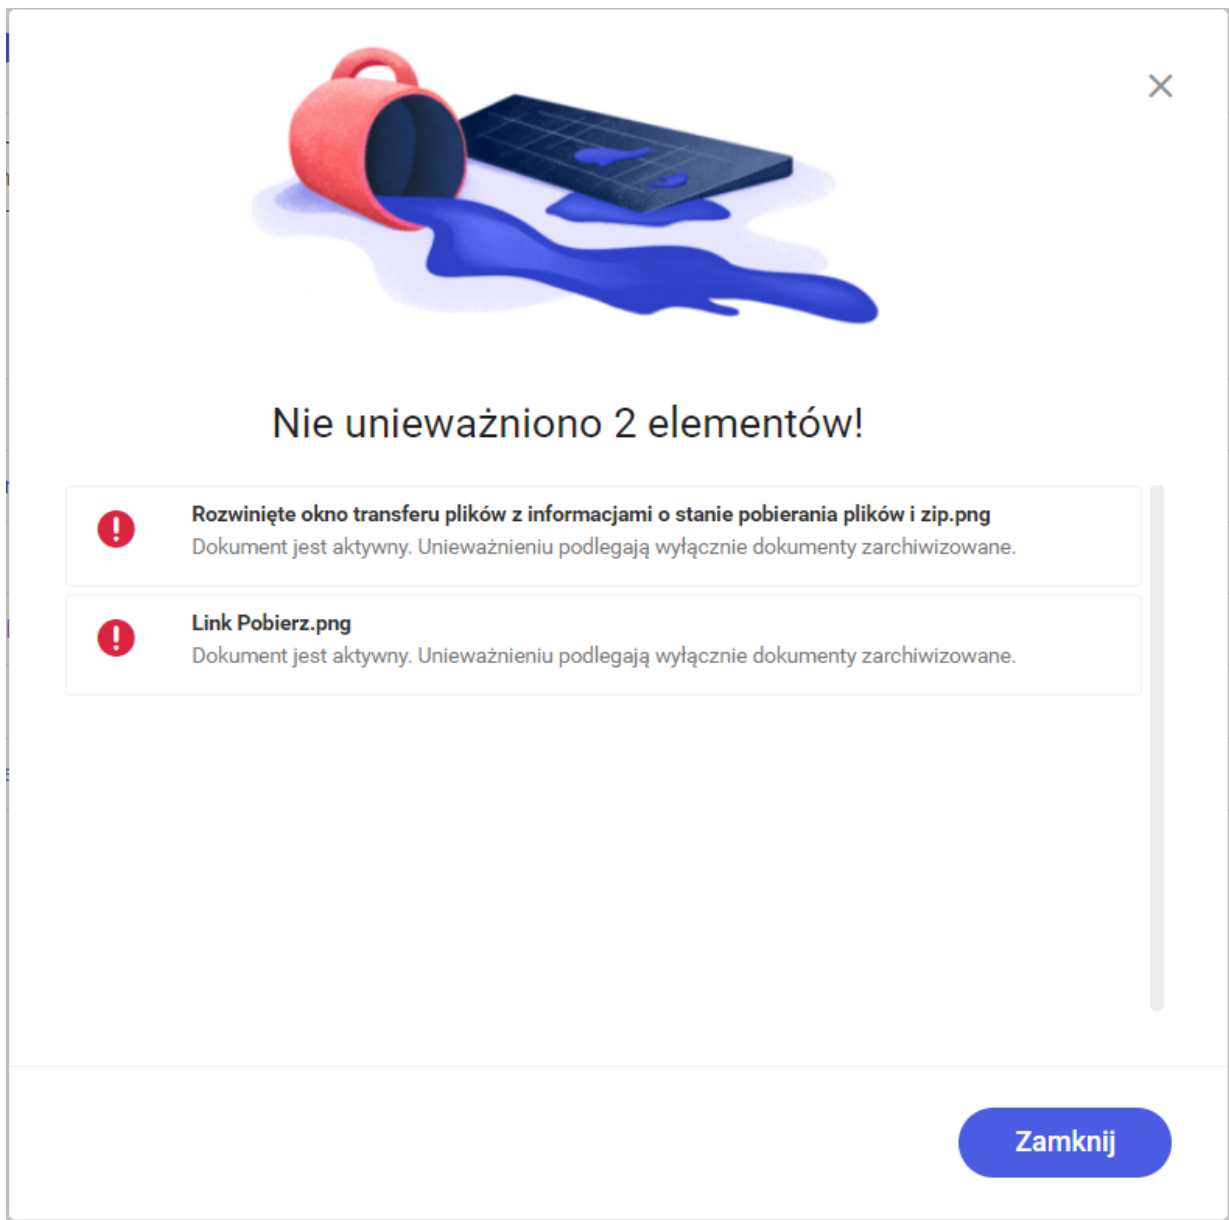 Nie unieważniono 2 elementów!
Rozwinięte okno transferu plików z informacjami o stanie pobierania plików i zip.png
Dokument jest aktywny. Unieważnieniu podlegają wyłącznie dokumenty zarchiwizowane.
Link Pobierz.png
Dokument jest aktywny. Unieważnieniu podlegają wyłącznie dokumenty zarchiwizowane.
Zamknij